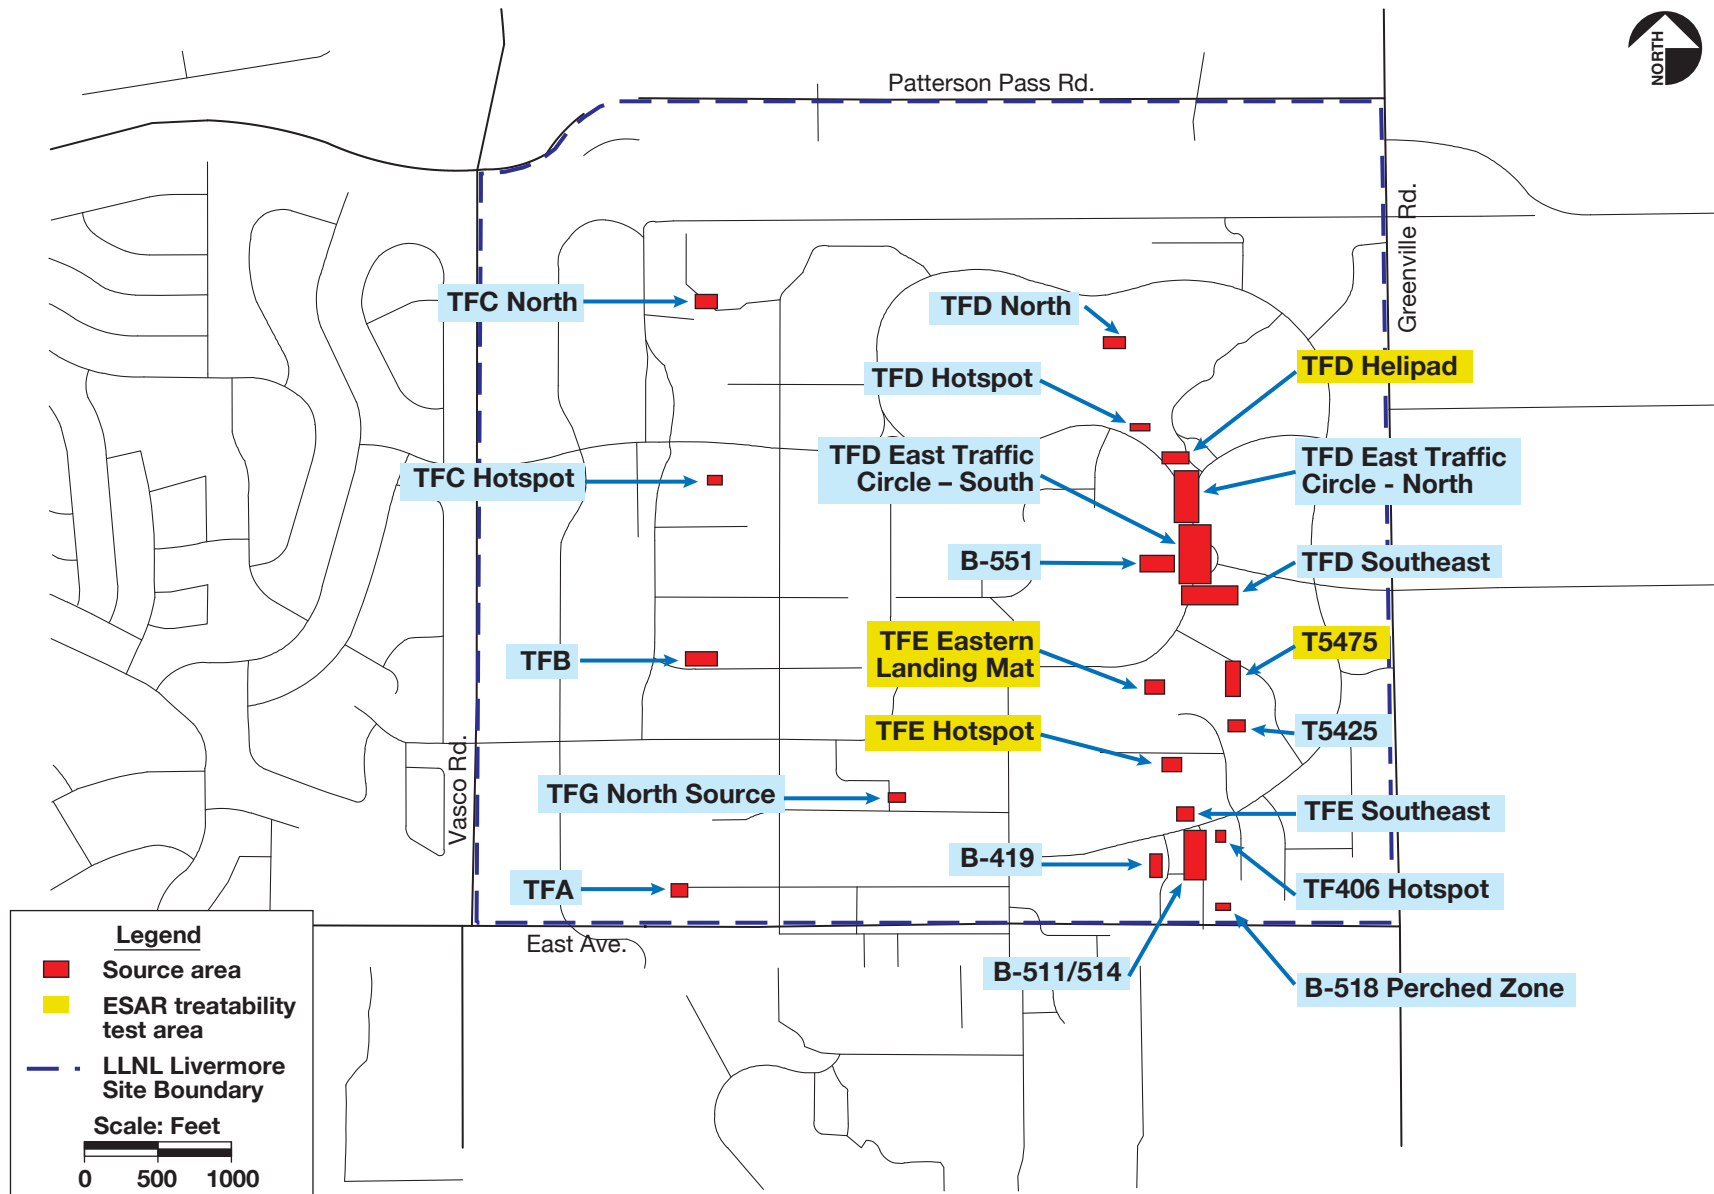 NORTH
Patterson Pass Rd.
Greenville Rd.
TFC North
TFD North
TFD Helipad
TFD Hotspot
TFD East Traffic
Circle – South
TFD East Traffic
Circle - North
TFC Hotspot
B-551
TFD Southeast
TFE Eastern
Landing Mat
T5475
TFB
TFE Hotspot
T5425
Vasco Rd.
TFG North Source
TFE Southeast
B-419
TFA
TF406 Hotspot
East Ave.
B-511/514
B-518 Perched Zone
Legend
Source area
ESAR treatability
test area
LLNL Livermore
Site Boundary
Scale: Feet
0 500 1000